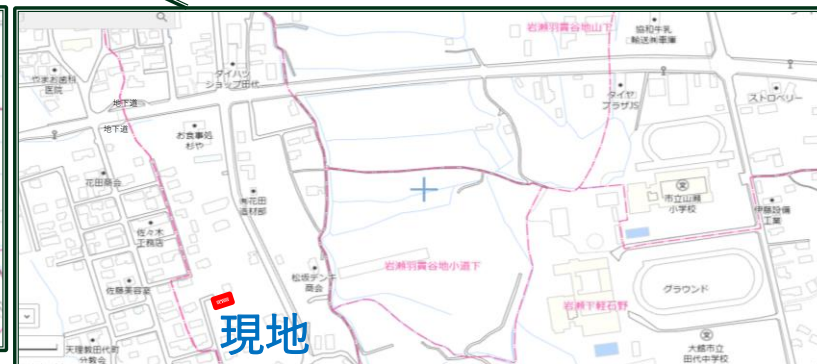 岩瀬羽貫谷地山下
協和牛乳
輸送㈱車庫
やまお歯科
医院
ダイハツ
ショップ田代
地下道
地下道
タイヤ
プラザJS
ストロベリー
お食事処
杉や
花田商会
㈲花田
造材部
市立山瀬
小学校
伊藤設備
工業
佐々木
工務店
松坂デンキ
商会
岩瀬羽貫谷地小道下
グラウンド
佐藤美容室
岩瀬下軽石野
現地
天理教田代町
分教会
大館市立
田代中学校